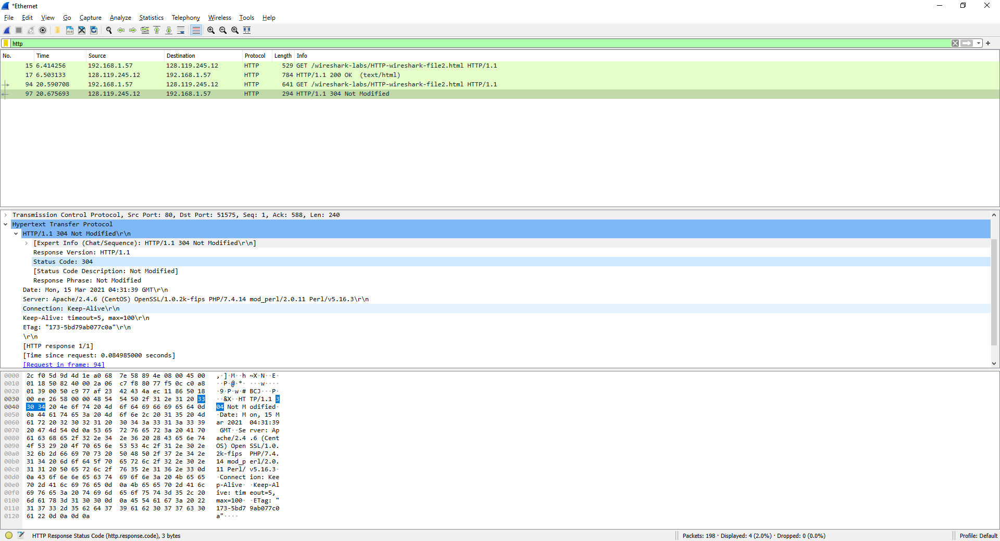 *Ethernet
File Edit View Go Capture Analyze Statistics Telephony Wireless Tools Help
http
No. Time Source Destination Protocol Length Info
15 6.414256 192.168.1.57 128.119.245.12 HTTP 529 GET /wireshark-labs/HTTP-wireshark-file2.html HTTP/1.1
17 6.503133 128.119.245.12 192.168.1.57 HTTP 784 HTTP/1.1 200 OK (text/html)
94 20.590708 192.168.1.57 128.119.245.12 HTTP 641 GET /wireshark-labs/HTTP-wireshark-file2.html HTTP/1.1
97 20.675693 128.119.245.12 192.168.1.57 HTTP 294 HTTP/1.1 304 Not Modified
Transmission Control Protocol, Src Port: 80, Dst Port: 51575, Seq: 1, Ack: 588, Len: 240
Hypertext Transfer Protocol
HTTP/1.1 304 Not Modified\r\n
[Expert Info (Chat/Sequence): HTTP/1.1 304 Not Modified\r\n]
Response Version: HTTP/1.1
Status Code: 304
[Status Code Description: Not Modified]
Response Phrase: Not Modified
Date: Mon, 15 Mar 2021 04:31:39 GMT\r\n
Server: Apache/2.4.6 (CentOS) OpenSSL/1.0.2k-fips PHP/7.4.14 mod_perl/2.0.11 Perl/v5.16.3\r\n
Connection: Keep-Alive\r\n
Keep-Alive: timeout=5, max=100\r\n
ETag: "173-5bd79ab077c0a"\r\n
\r\n
[HTTP response 1/1]
[Time since request: 0.084985000 seconds]
[Request in frame: 94]
0000 2c f0 5d 9d 4d 1e a0 68 7e 58 89 4e 08 00 45 00 ,·]·M··h ~X·N··E·
0010 01 18 50 82 40 00 2a 06 c7 f8 80 77 f5 0c c0 a8 ··P·@·*· ···w····
0020 01 39 00 50 c9 77 af 23 42 43 4a ec 11 86 50 18 ·9·P·w·# BCJ···P·
0030 00 ee 26 58 00 00 48 54 54 50 2f 31 2e 31 20 33 ··&X··HT TP/1.1 3
0040 30 34 20 4e 6f 74 20 4d 6f 64 69 66 69 65 64 0d 04 Not M odified·
0050 0a 44 61 74 65 3a 20 4d 6f 6e 2c 20 31 35 20 4d ·Date: M on, 15 M
0060 61 72 20 32 30 32 31 20 30 34 3a 33 31 3a 33 39 ar 2021 04:31:39
0070 20 47 4d 54 0d 0a 53 65 72 76 65 72 3a 20 41 70 GMT··Se rver: Ap
0080 61 63 68 65 2f 32 2e 34 2e 36 20 28 43 65 6e 74 ache/2.4 .6 (Cent
0090 4f 53 29 20 4f 70 65 6e 53 53 4c 2f 31 2e 30 2e OS) Open SSL/1.0.
00a0 32 6b 2d 66 69 70 73 20 50 48 50 2f 37 2e 34 2e 2k-fips PHP/7.4.
00b0 31 34 20 6d 6f 64 5f 70 65 72 6c 2f 32 2e 30 2e 14 mod_p erl/2.0.
00c0 31 31 20 50 65 72 6c 2f 76 35 2e 31 36 2e 33 0d 11 Perl/ v5.16.3·
00d0 0a 43 6f 6e 6e 65 63 74 69 6f 6e 3a 20 4b 65 65 ·Connect ion: Kee
00e0 70 2d 41 6c 69 76 65 0d 0a 4b 65 65 70 2d 41 6c p-Alive· ·Keep-Al
00f0 69 76 65 3a 20 74 69 6d 65 6f 75 74 3d 35 2c 20 ive: tim eout=5,
0100 6d 61 78 3d 31 30 30 0d 0a 45 54 61 67 3a 20 22 max=100· ·ETag: "
0110 31 37 33 2d 35 62 64 37 39 61 62 30 37 37 63 30 173-5bd7 9ab077c0
0120 61 22 0d 0a 0d 0a a"····
HTTP Response Status Code (http.response.code), 3 bytes
Packets: 198 · Displayed: 4 (2.0%) · Dropped: 0 (0.0%)
Profile: Default